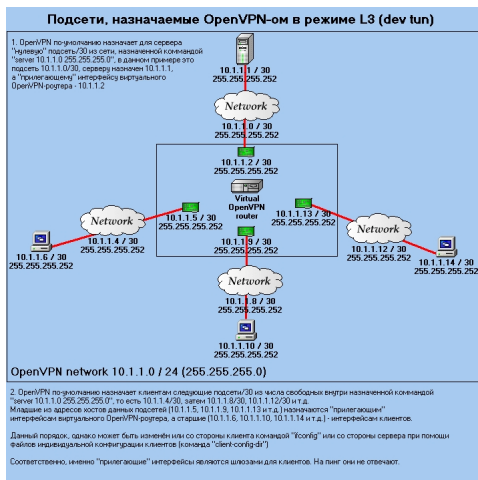 Подсети, назначаемые OpenVPN-ом в режиме L3 (dev tun)
1. OpenVPN по-умолчанию назначает для сервера
"нулевую" подсеть/30 из сети, назначенной коммандой
"server 10.1.1.0 255.255.255.0", в данном примере это
подсеть 10.1.1.0/30, серверу назначен 10.1.1.1,
а "прилегающему" интерфейсу виртуального
OpenVPN-роутера - 10.1.1.2
10.1.1.1 / 30
255.255.255.252
Network
10.1.1.0 / 30
255.255.255.252
10.1.1.2 / 30
255.255.255.252
Virtual
OpenVPN
router
10.1.1.5 / 30
255.255.255.252
10.1.1.13 / 30
255.255.255.252
Network
10.1.1.4 / 30
255.255.255.252
Network
10.1.1.12 / 30
255.255.255.252
10.1.1.9 / 30
255.255.255.252
10.1.1.6 / 30
255.255.255.252
10.1.1.14 / 30
255.255.255.252
Network
10.1.1.8 / 30
255.255.255.252
10.1.1.10 / 30
255.255.255.252
OpenVPN network 10.1.1.0 / 24 (255.255.255.0)
2. OpenVPN по-умолчанию назначает клиентам следующие подсети/30 из числа свободных внутри назначенной коммандой
"server 10.1.1.0 255.255.255.0", то есть 10.1.1.4/30, затем 10.1.1.8/30, 10.1.1.12/30 и т.д.
Младшие из адресов хостов данных подсетей (10.1.1.5, 10.1.1.9, 10.1.1.13 и т.д.) назначаются "прилегающим"
интерфейсам виртуального OpenVPN-роутера, а старшие (10.1.1.6, 10.1.1.10, 10.1.1.14 и т.д.) - интерфейсам клиентов.
Данный порядок, однако может быть изменён или со стороны клиента командой "ifconfig" или со стороны сервера при помощи
файлов индивидуальной конфигурации клиентов (команда "client-config-dir")
Соответственно, именно "прилегающие" интерфейсы являются шлюзами для клиентов. На пинг они не отвечают.